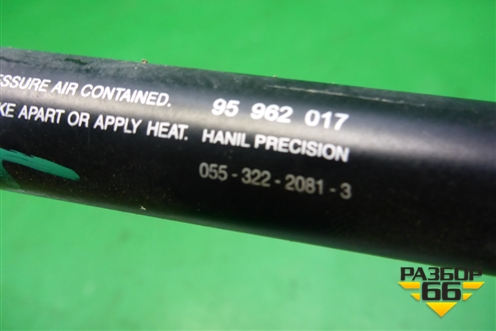 ESSURE AIR CONTAINED. 95 962 017
KE APART OR APPLY HEAT. HANIL PRECISION
055-322-2081-3
РАЗБОР
66